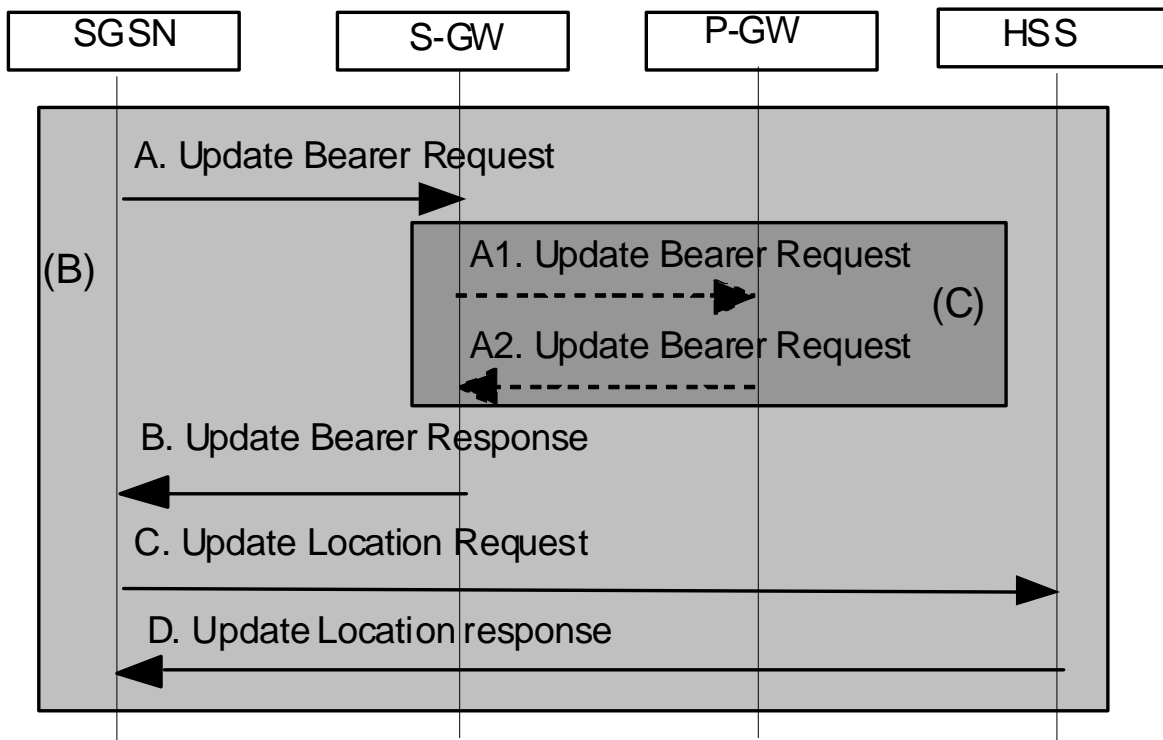 SGSN
S-GW
P-GW
HSS
A. Update Bearer Request
(B)
A1. Update Bearer Request
(C)
A2. Update Bearer Request
B. Update Bearer Response
C. Update Location Request
D. Update Location response